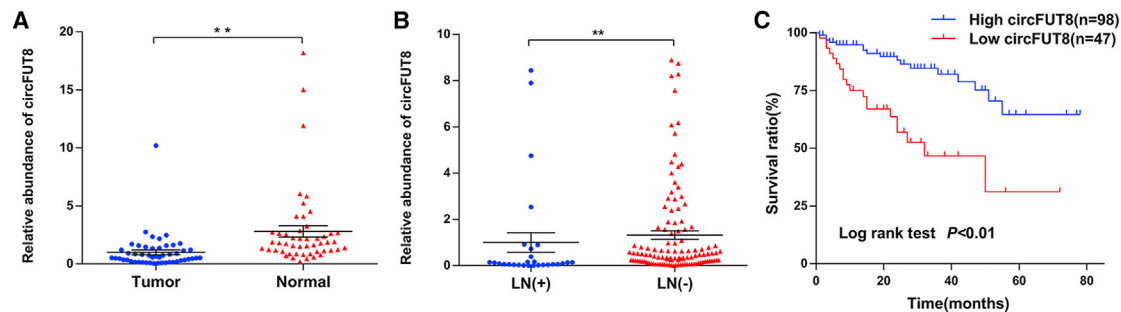 A
Relative abundance of circFUT8
20
15
10
5
0
* *
Tumor
Normal
B
Relative abundance of circFUT8
10
8
6
4
2
0
**
LN(+)
LN(-)
C
High circFUT8(n=98)
Low circFUT8(n=47)
Survival ratio(%)
100
75
50
25
0
Log rank test P<0.01
0 20 40 60 80
Time(months)